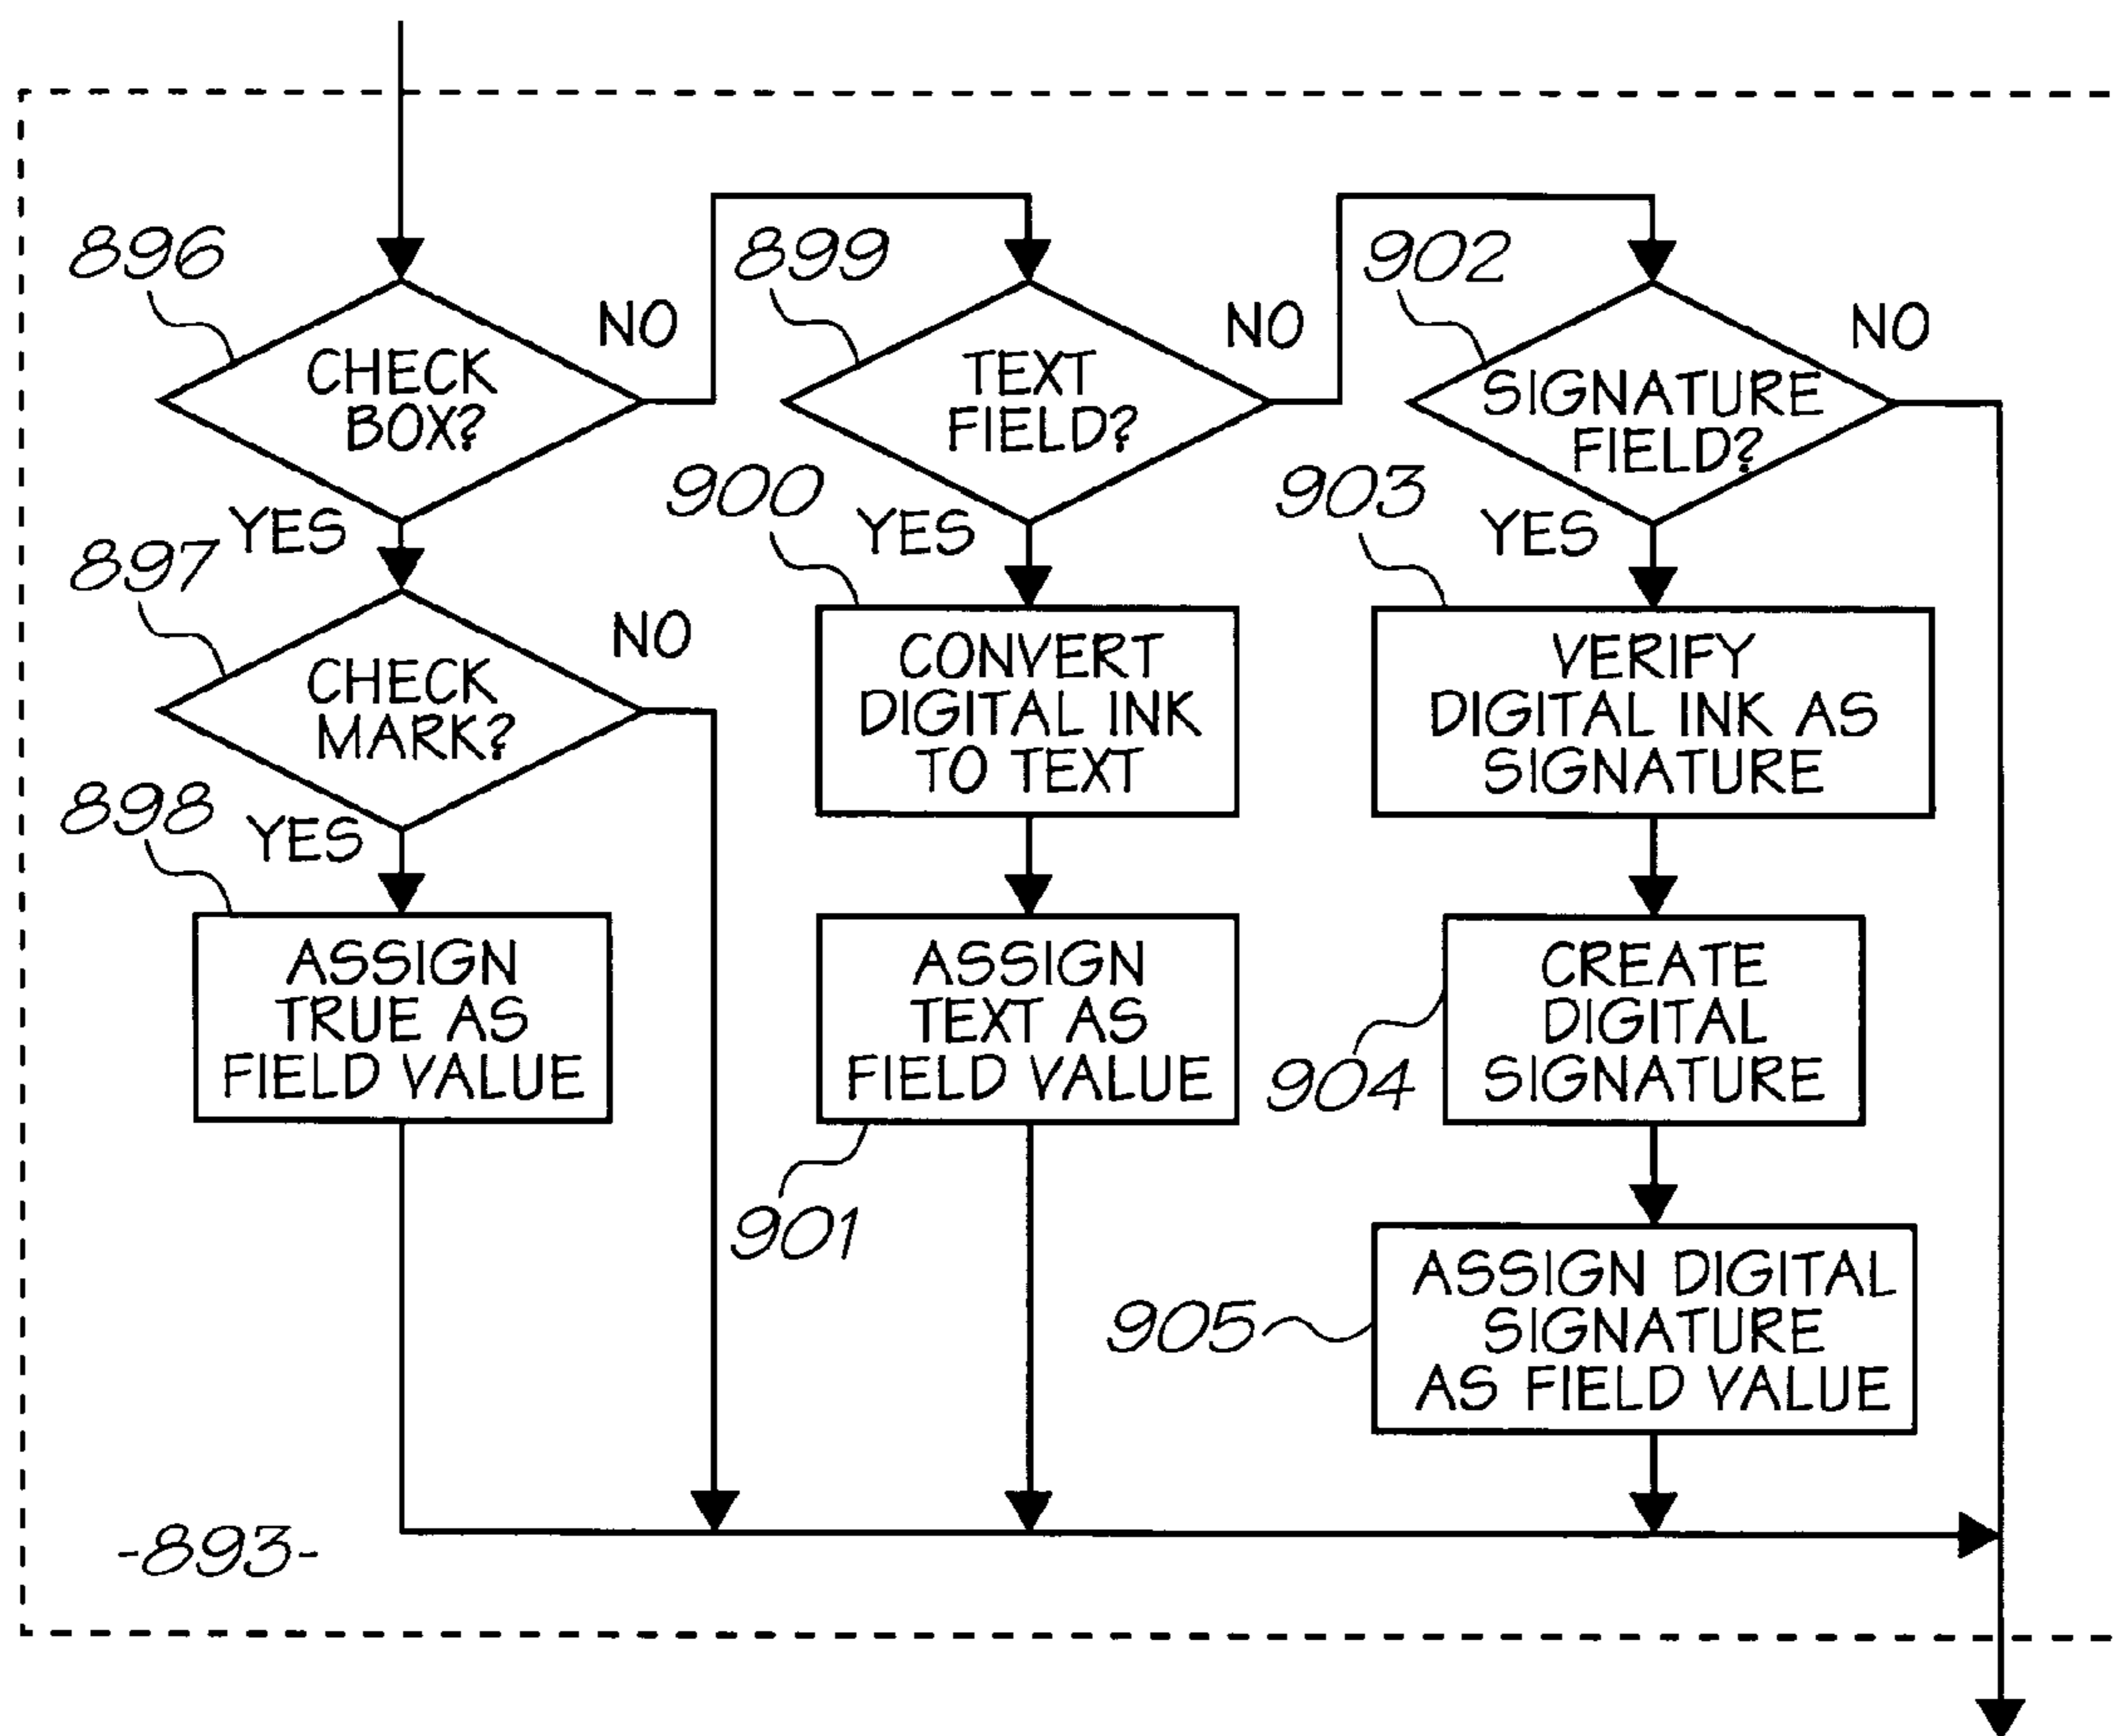 896
CHECK
BOX?
NO
YES
897
CHECK
MARK?
NO
YES
898
ASSIGN
TRUE AS
FIELD VALUE
899
TEXT
FIELD?
NO
YES
900
CONVERT
DIGITAL INK
TO TEXT
ASSIGN
TEXT AS
FIELD VALUE
901
902
SIGNATURE
FIELD?
NO
YES
903
VERIFY
DIGITAL INK AS
SIGNATURE
CREATE
DIGITAL
SIGNATURE
904
ASSIGN DIGITAL
SIGNATURE
AS FIELD VALUE
905
-893-